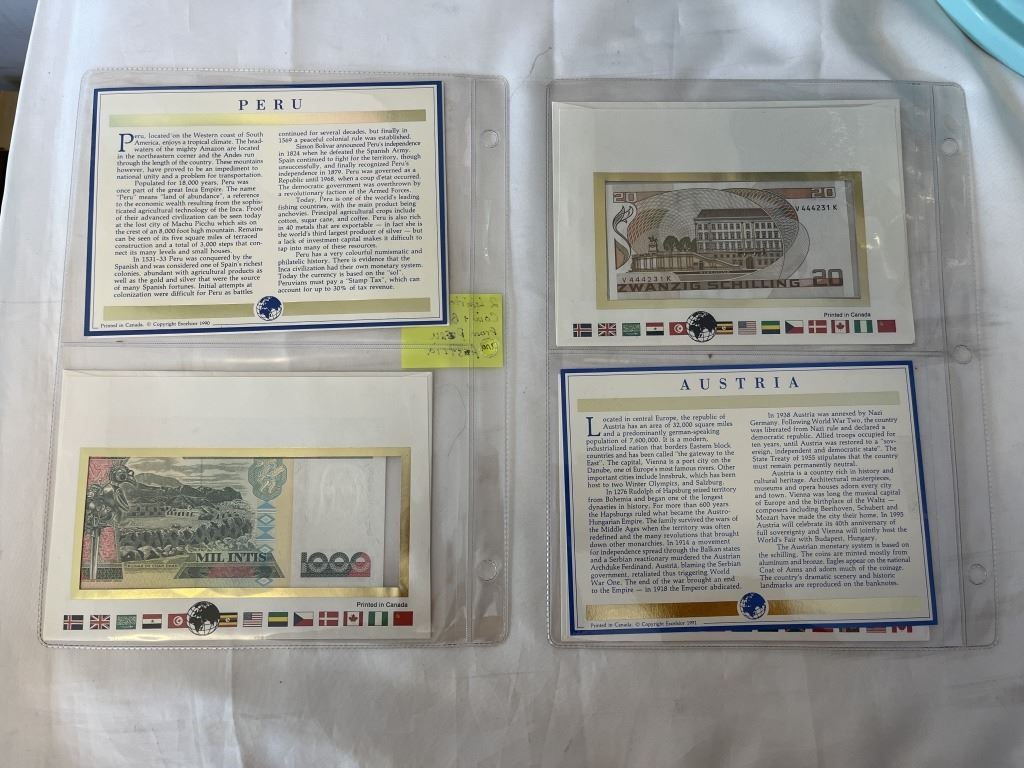 PERU
Peru, located on the Western coast of South
America, enjoys a tropical climate. The head-
waters of the mighty Amazon are located
in the northeastern corner and the Andes run
through the length of the country. These mountains
however, have proved to be an impediment to
national unity and a problem for transportation.
Populated for 18,000 years, Peru was
once part of the great Inca Empire. The name
"Peru" means "land of abundance", a reference
to the economic wealth resulting from the sophis-
ticated agricultural technology of the Inca. Proof
of their advanced civilization can be seen today
at the lost city of Machu Picchu which sits on
the crest of an 8,000 foot high mountain. Remains
can be seen of its five square miles of terraced
construction and a total of 3,000 steps that con-
nect its many levels and small houses.
In 1531-33 Peru was conquered by the
Spanish and was considered one of Spain's richest
colonies, abundant with agricultural products as
well as the gold and silver that were the source
of many Spanish fortunes. Initial attempts at
colonization were difficult for Peru as battles
continued for several decades, but finally in
1569 a peaceful colonial rule was established.
Simon Bolivar announced Peru's independence
in 1824 when he defeated the Spanish Army.
Spain continued to fight for the territory, though
unsuccessfully, and finally recognized Peru's
independence in 1879. Peru was governed as a
Republic until 1968, when a coup d'etat occurred.
The democratic government was overthrown by
a revolutionary faction of the Armed Forces.
Today, Peru is one of the world's leading
fishing countries, with the main product being
anchovies. Principal agricultural crops include
cotton, sugar cane, and coffee. Peru is also rich
in 40 metals that are exportable — in fact she is
the world's third largest producer of silver — but
a lack of investment capital makes it difficult to
tap into many of these resources.
Peru has a very colourful numismatic and
philatelic history. There is evidence that the
Inca civilization had their own monetary system.
Today the currency is based on the "sol".
Peruvians must pay a "Stamp Tax", which can
account for up to 30% of tax revenue.
Printed in Canada. © Copyright Excelsior 1990
MIL INTIS
1000
Printed in Canada
20
20
V 444231 K
V 444231 K
ZWANZIG SCHILLING 20
Printed in Canada
AUSTRIA
Located in central Europe, the republic of
Austria has an area of 32,000 square miles
and a predominantly german-speaking
population of 7,600,000. It is a modern,
industrialized nation that borders Eastern block
countries and has been called "the gateway to the
East". The capital, Vienna is a port city on the
Danube, one of Europe's most famous rivers. Other
important cities include Innsbruk, which has been
host to two Winter Olympics, and Salzburg.
In 1276 Rudolph of Hapsburg seized territory
from Bohemia and began one of the longest
dynasties in history. For more than 600 years
the Hapsburgs ruled what became the Austro-
Hungarian Empire. The family survived the wars of
the Middle Ages when the territory was often
redefined and the many revolutions that brought
down other monarchies. In 1914 a movement
for independence spread through the Balkan states
and a Serbian reactionary murdered the Austrian
Archduke Ferdinand. Austria, blaming the Serbian
government, retaliated thus triggering World
War One. The end of the war brought an end
to the Empire — in 1918 the Emperor abdicated.
In 1938 Austria was annexed by Nazi
Germany. Following World War Two, the country
was liberated from Nazi rule and declared a
democratic republic. Allied troops occupied for
ten years, until Austria was restored to a "sov-
ereign, independent and democratic state". The
State Treaty of 1955 stipulates that the country
must remain permanently neutral.
Austria is a country rich in history and
cultural heritage. Architectural masterpieces,
museums and opera houses adorn every city
and town. Vienna was long the musical capital
of Europe and the birthplace of the Waltz —
composers including Beethoven, Schubert and
Mozart have made the city their home. In 1995
Austria will celebrate its 40th anniversary of
full sovereignty and Vienna will jointly host the
World's Fair with Budapest, Hungary.
The Austrian monetary system is based on
the schilling. The coins are minted mostly from
aluminum and bronze. Eagles appear on the national
Coat of Arms and adorn much of the coinage.
The country's dramatic scenery and historic
landmarks are reproduced on the banknotes.
Printed in Canada. © Copyright Excelsior 1991